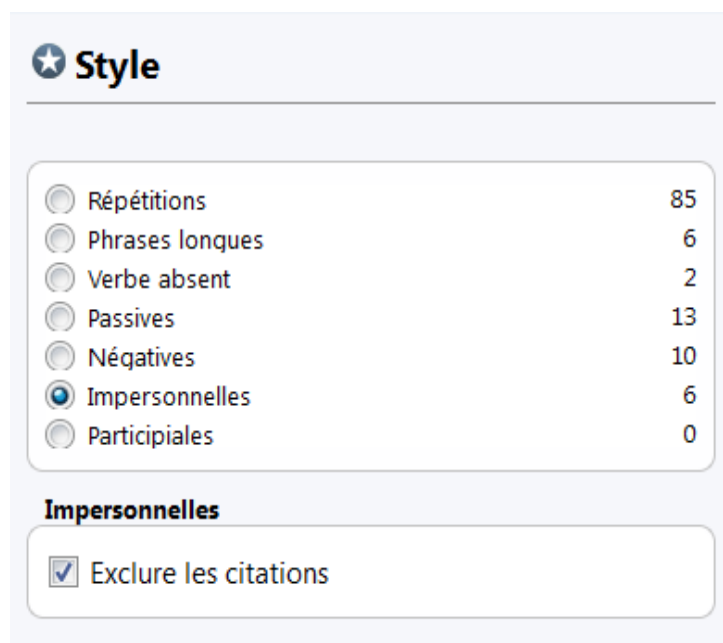 Style
Répétitions 85
Phrases longues 6
Verbe absent 2
Passives 13
Négatives 10
Impersonnelles 6
Participiales 0
Impersonnelles
Exclure les citations